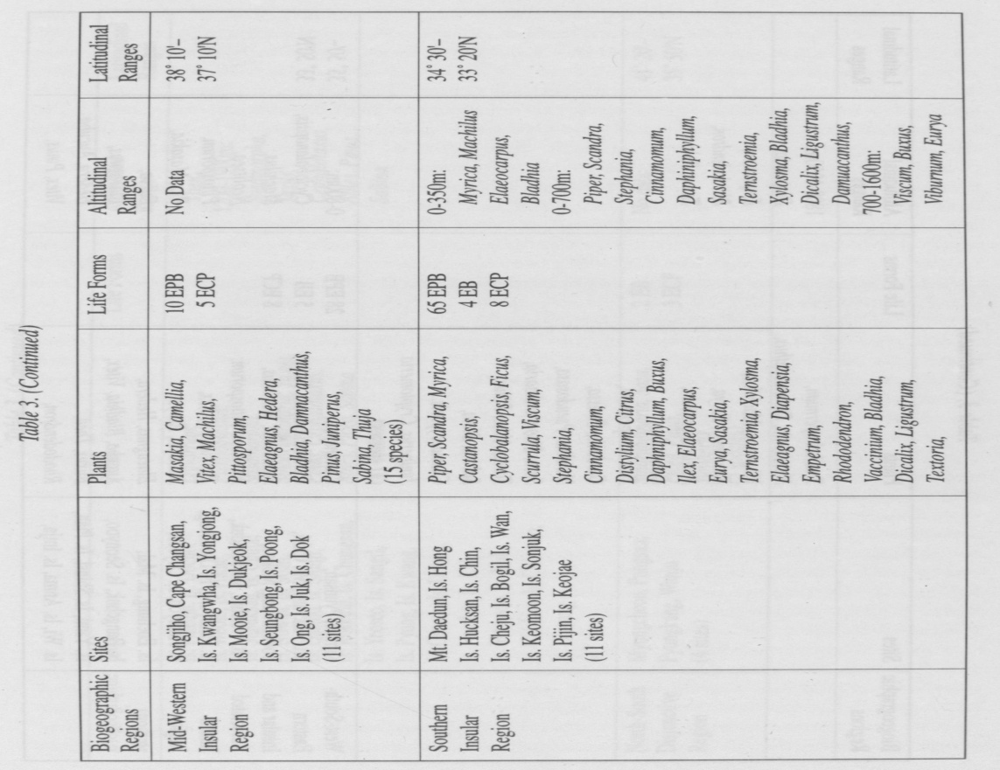 Table 3. (Continued)
Biogeographic Regions
Sites
Plants
Life Forms
Altitudinal Ranges
Latitudinal Ranges
Mid-Western
Insular
Region
Songjiho, Cape Changsan,
Is. Kwangwha, Is. Yongjong,
Is. Mooie, Is. Dukjeok,
Is. Seungbong, Is. Poong,
Is. Ong, Is. Juk, Is. Dok
(11 sites)
Masakia, Camellia,
Vitex, Machilus,
Pittosporum,
Elaeagnus, Hedera,
Bladhia, Damnacanthus,
Pinus, Juniperus,
Sabina, Thuja
(15 species)
10 EPB
5 ECP
No Data
38° 10'–
37° 10'N
Southern
Insular
Region
Mt. Daedun, Is. Hong
Is. Hucksan, Is. Chin,
Is. Cheju, Is. Bogil, Is. Wan,
Is. Keomoon, Is. Sonjuk,
Is. Pijin, Is. Keojae
(11 sites)
Piper, Scandra, Myrica,
Castanopsis,
Cyclobalanopsis, Ficus,
Scurrula, Viscum,
Stephania,
Cinnamomum,
Distylium, Citrus,
Daphniphyllum, Buxus,
Ilex, Elaeocarpus,
Eurya, Sasakia,
Ternstroemia, Xylosma,
Elaeagnus, Diapensia,
Empetrum,
Rhododendron,
Vaccinium, Bladhia,
Dicalix, Ligustrum,
Textoria,
65 EPB
4 EB
8 ECP
0-350m:
Myrica, Machilus
Elaeocarpus,
Bladhia
0-700m:
Piper, Scandra,
Stephania,
Cinnamomum,
Daphiniphyllum,
Sasakia,
Ternstroemia,
Xylosma, Bladhia,
Dicalix, Ligustrum,
Damuacanthus,
700-1600m:
Viscum, Buxus,
Viburnum, Eurya
34° 30'–
33° 20'N